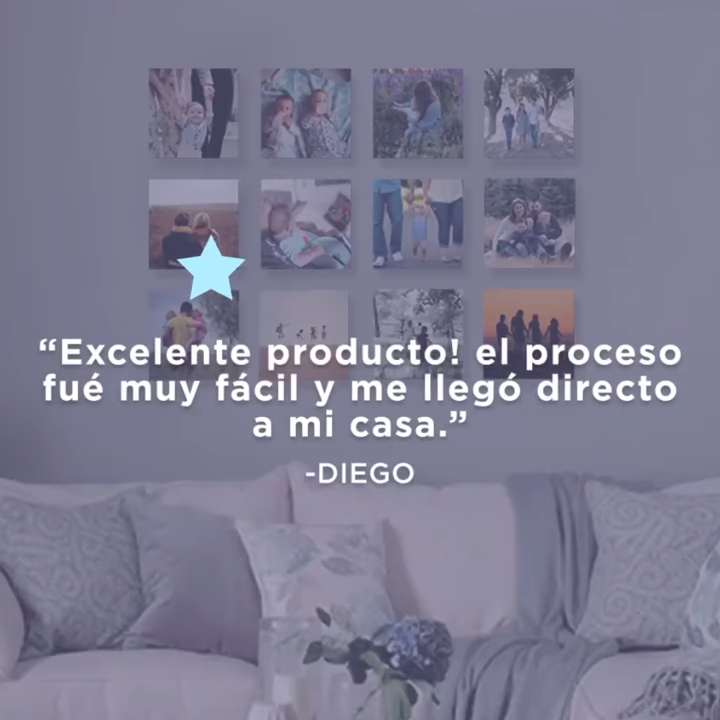 “Excelente producto! el proceso
fué muy fácil y me llegó directo
a mi casa.”
-DIEGO